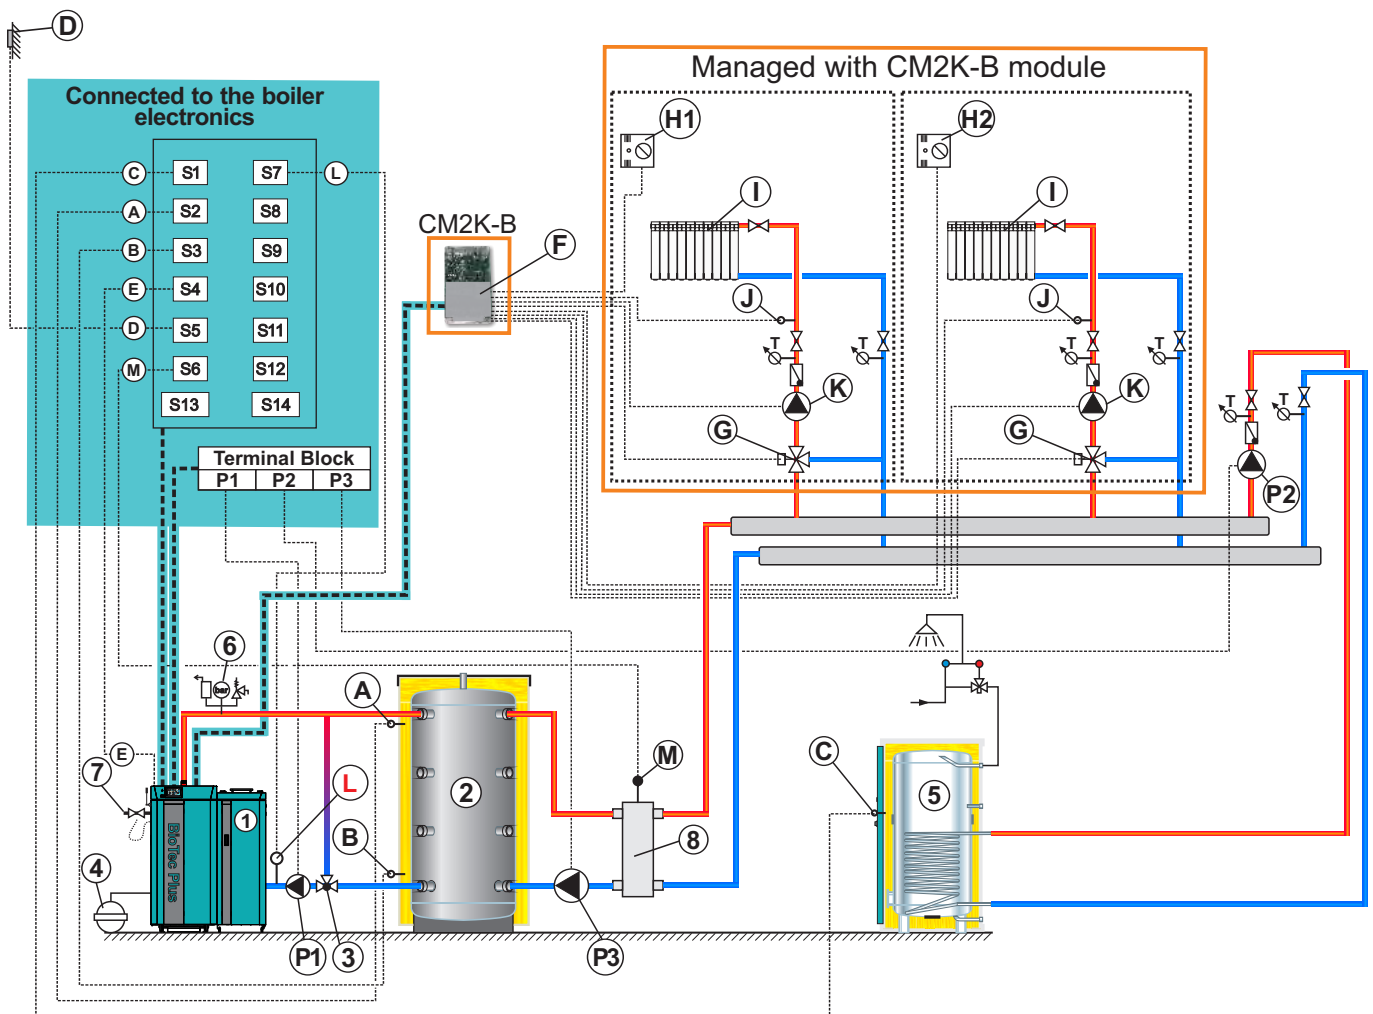 D
Connected to the boiler
electronics
C
S1
S7
L
A
S2
S8
B
S3
S9
E
S4
S10
D
S5
S11
M
S6
S12
S13
S14
Terminal Block
P1
P2
P3
CM2K-B
F
Managed with CM2K-B module
H1
H2
I
I
J
J
T
T
T
T
K
K
G
G
T
T
P2
6
bar
A
E
7
L
M
C
1
2
5
BioTec Plus
B
8
4
P1
3
P3